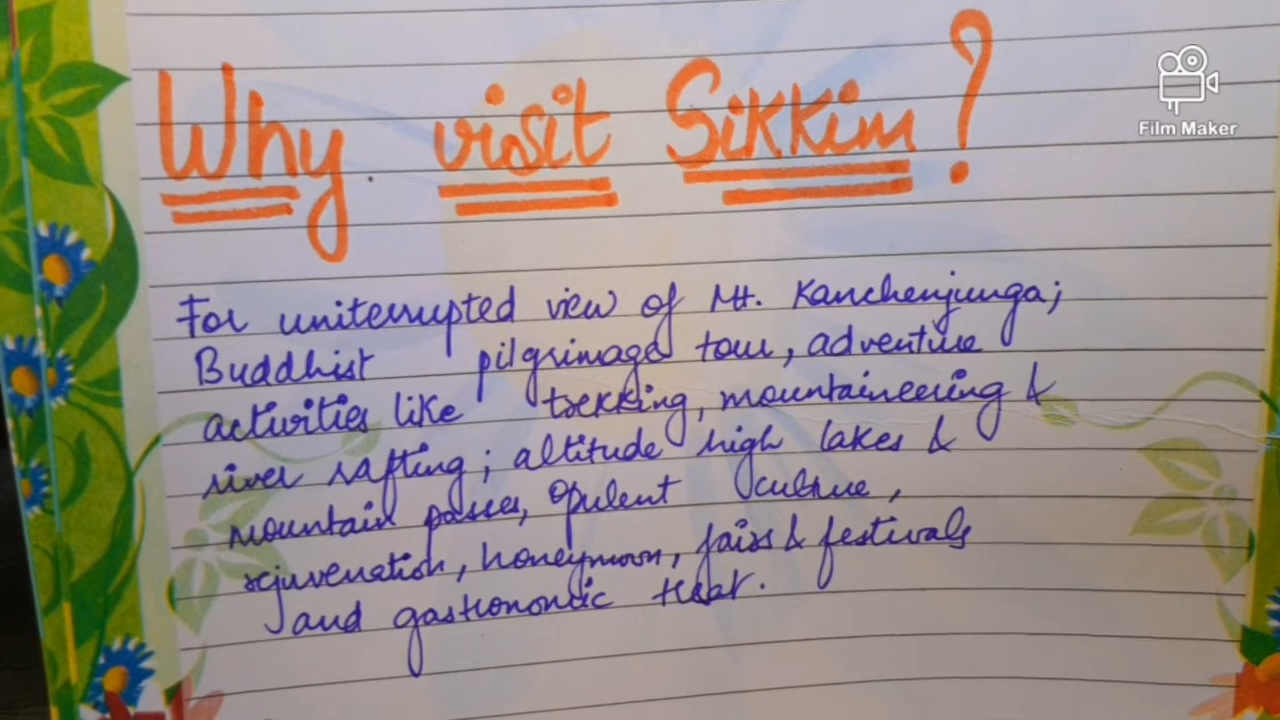 Why visit Sikkim?
Film Maker
For uniterrupted view of Mt. Kanchenjunga;
Buddhist pilgrimage tour, adventure
activities like trekking, mountaineering &
river rafting; altitude high lakes &
mountain passes, opulent culture,
rejuvenation, honeymoon, fairs & festivals
and gastronomic treat.